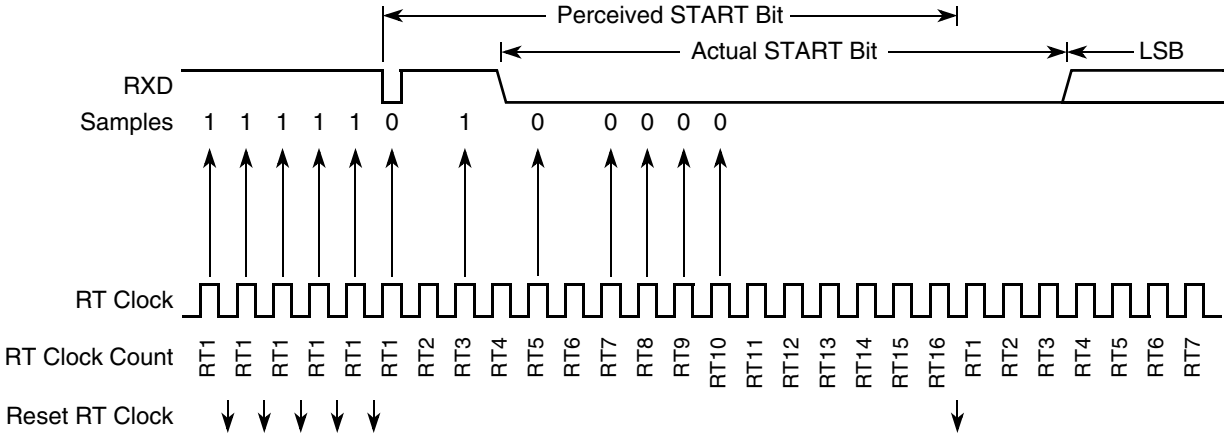 Perceived START Bit
Actual START Bit LSB
RXD
Samples 1 1 1 1 1 0 1 0 0 0 0 0
RT Clock
RT Clock Count RT1 RT1 RT1 RT1 RT1 RT1 RT2 RT3 RT4 RT5 RT6 RT7 RT8 RT9 RT10 RT11 RT12 RT13 RT14 RT15 RT16 RT1 RT2 RT3 RT4 RT5 RT6 RT7
Reset RT Clock